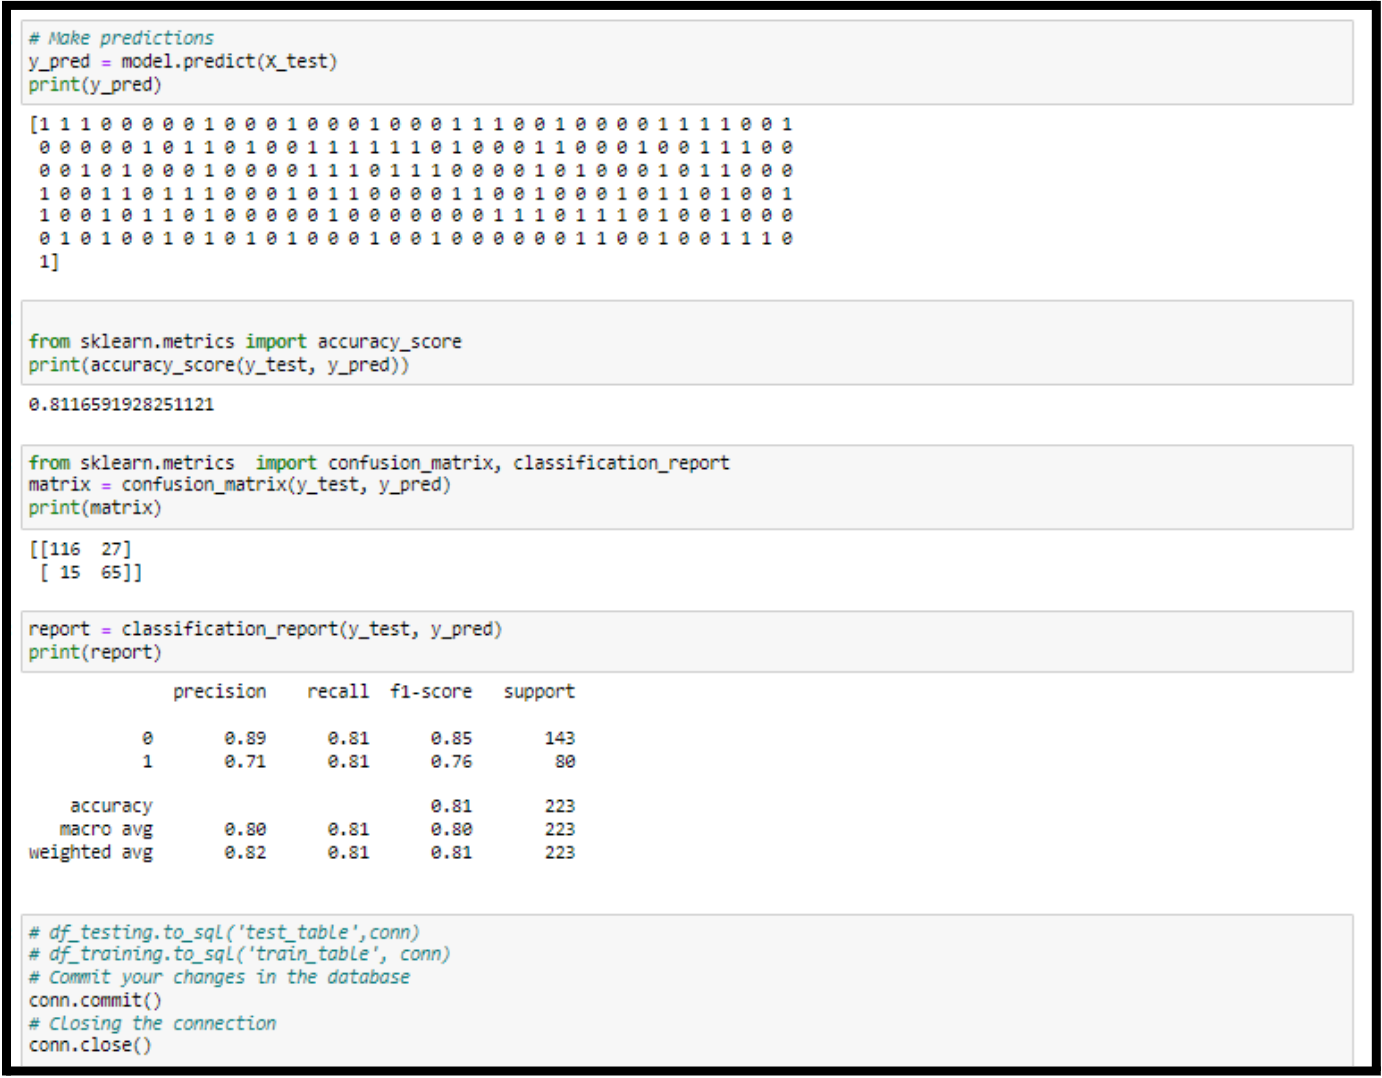 # Make predictions
y_pred = model.predict(X_test)
print(y_pred)
[1 1 1 0 0 0 0 0 1 0 0 0 1 0 0 0 1 0 0 0 1 1 1 0 0 1 0 0 0 0 1 1 1 1 0 0 1
0 0 0 0 0 1 0 1 1 0 1 0 0 1 1 1 1 1 1 0 1 0 0 0 1 1 0 0 0 1 0 0 1 1 1 0 0
0 0 1 0 1 0 0 0 1 0 0 0 0 1 1 1 0 1 1 1 0 0 0 0 1 0 1 0 0 0 1 0 1 1 0 0 0
1 0 0 1 1 0 1 1 1 0 0 0 1 0 1 1 0 0 0 0 1 1 0 0 1 0 0 0 1 0 1 1 0 1 0 0 1
1 0 0 1 0 1 1 0 1 0 0 0 0 0 1 0 0 0 0 0 0 0 1 1 1 0 1 1 1 0 1 0 0 1 0 0 0
0 1 0 1 0 0 1 0 1 0 1 0 1 0 0 0 1 0 0 1 0 0 0 0 0 0 1 1 0 0 1 0 0 1 1 1 0
1]
from sklearn.metrics import accuracy_score
print(accuracy_score(y_test, y_pred))
0.8116591928251121
from sklearn.metrics  import confusion_matrix, classification_report
matrix = confusion_matrix(y_test, y_pred)
print(matrix)
[[116  27]
[ 15  65]]
report = classification_report(y_test, y_pred)
print(report)
precision    recall  f1-score   support
0       0.89      0.81      0.85       143
1       0.71      0.81      0.76        80
accuracy                           0.81       223
macro avg       0.80      0.81      0.80       223
weighted avg       0.82      0.81      0.81       223
# df_testing.to_sql('test_table',conn)
# df_training.to_sql('train_table', conn)
# Commit your changes in the database
conn.commit()
# Closing the connection
conn.close()